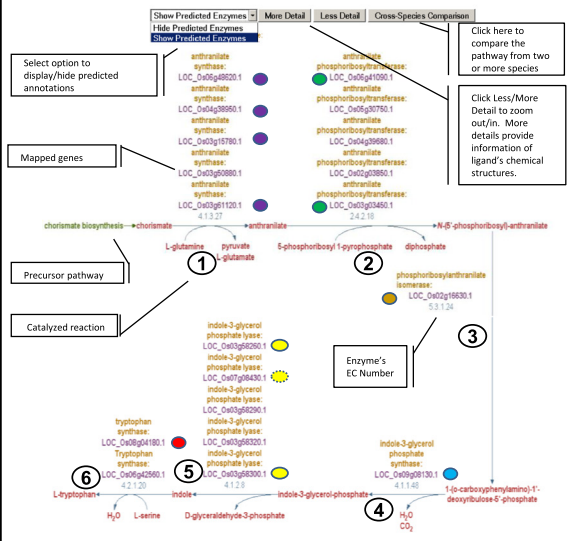 Show Predicted Enzymes
More Detail
Less Detail
Cross-Species Comparison
Hide Predicted Enzymes
Show Predicted Enzymes
Select option to
display/hide predicted
annotations
Click here to
compare the
pathway from two
or more species
Click Less/More
Detail to zoom
out/in. More
details provide
information of
ligand's chemical
structures.
anthranilate
synthase:
LOC_Os06g48620.1
anthranilate
synthase:
LOC_Os04g38950.1
anthranilate
synthase:
LOC_Os03g15780.1
anthranilate
synthase:
LOC_Os03g50880.1
anthranilate
synthase:
LOC_Os03g61120.1
4.1.3.27
anthranilate
phosphoribosyltransferase:
LOC_Os06g41090.1
anthranilate
phosphoribosyltransferase:
LOC_Os05g30750.1
anthranilate
phosphoribosyltransferase:
LOC_Os04g39680.1
anthranilate
phosphoribosyltransferase:
LOC_Os02g03850.1
anthranilate
phosphoribosyltransferase:
LOC_Os03g03450.1
2.4.2.18
Mapped genes
chorismate biosynthesis
chorismate
anthranilate
N-(5'-phosphoribosyl)-anthranilate
L-glutamine
pyruvate
L-glutamate
5-phosphoribosyl 1-pyrophosphate
diphosphate
1
2
Precursor pathway
phosphoribosylanthranilate
isomerase:
LOC_Os02g16630.1
5.3.1.24
Catalyzed reaction
3
Enzyme's
EC Number
indole-3-glycerol
phosphate lyase:
LOC_Os03g58260.1
indole-3-glycerol
phosphate lyase:
LOC_Os07g08430.1
indole-3-glycerol
phosphate lyase:
LOC_Os03g58290.1
indole-3-glycerol
phosphate lyase:
LOC_Os03g58320.1
indole-3-glycerol
phosphate lyase:
LOC_Os03g58300.1
4.1.2.8
tryptophan
synthase:
LOC_Os08g04180.1
Tryptophan
synthase:
LOC_Os06g42560.1
4.2.1.20
indole-3-glycerol
phosphate
synthase:
LOC_Os09g08130.1
4.1.1.48
6
5
L-tryptophan
indole
indole-3-glycerol-phosphate
1-(o-carboxyphenylamino)-1'-
deoxyribulose-5'-phosphate
4
H2O
L-serine
D-glyceraldehyde-3-phosphate
H2O
CO2